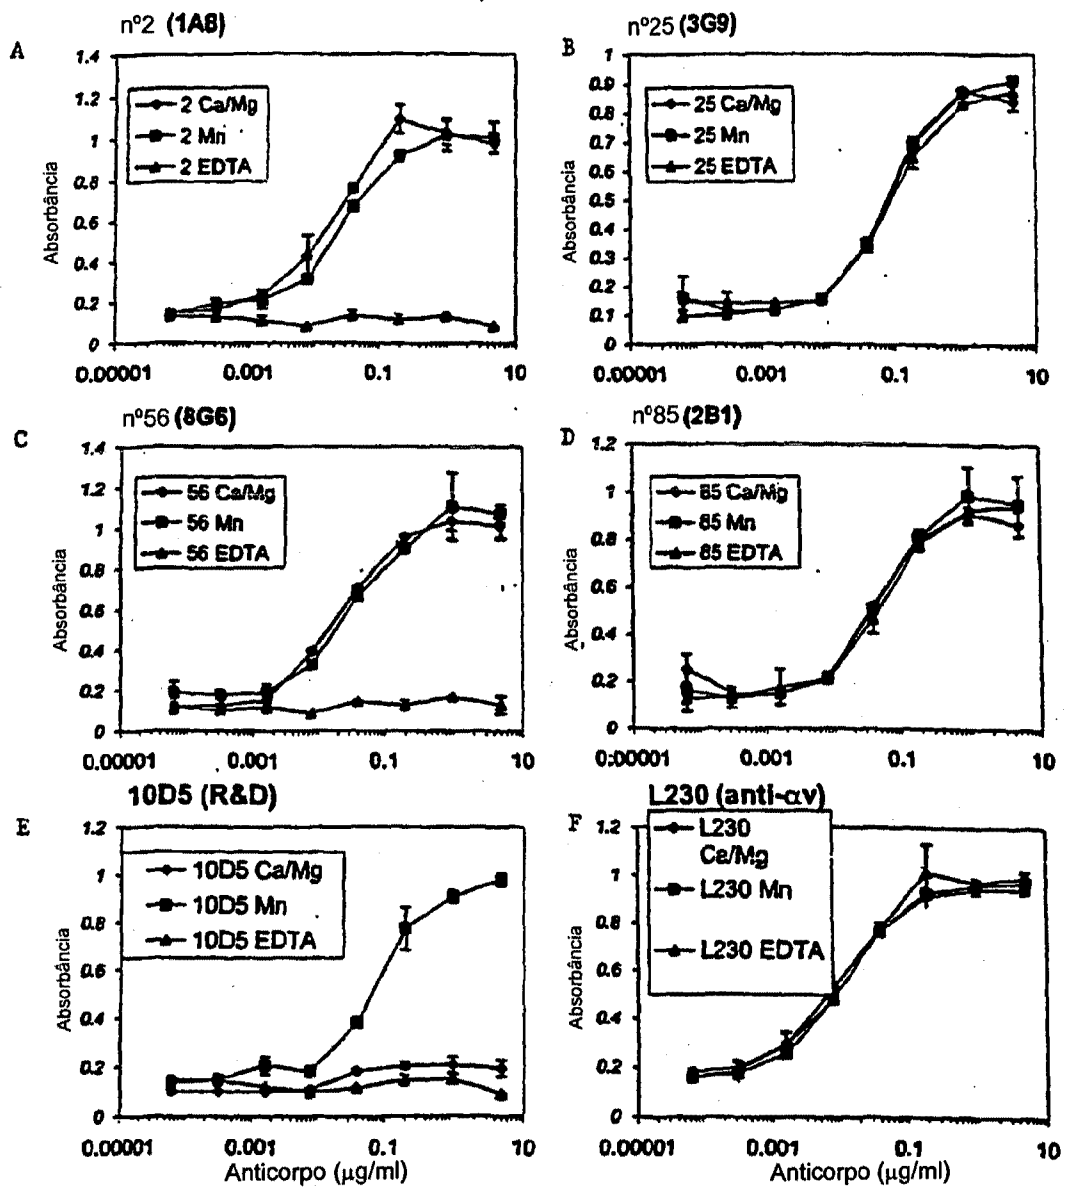 A
nº2 (1A8)
1.4
1.2
1
0.8
0.6
0.4
0.2
0
Absorbância
2 Ca/Mg
2 Mn
2 EDTA
0.00001
0.001
0.1
10
B
nº25 (3G9)
1
0.9
0.8
0.7
0.6
0.5
0.4
0.3
0.2
0.1
0
Absorbância
25 Ca/Mg
25 Mn
25 EDTA
0.00001
0.001
0.1
10
C
nº56 (8G6)
1.4
1.2
1
0.8
0.6
0.4
0.2
0
Absorbância
56 Ca/Mg
56 Mn
56 EDTA
0.00001
0.001
0.1
10
D
nº85 (2B1)
1.2
1
0.8
0.6
0.4
0.2
0
Absorbância
85 Ca/Mg
85 Mn
85 EDTA
0.00001
0.001
0.1
10
E
10D5 (R&D)
1.2
1
0.8
0.6
0.4
0.2
0
Absorbância
10D5 Ca/Mg
10D5 Mn
10D5 EDTA
0.00001
0.001
0.1
10
Anticorpo (µg/ml)
F
L230 (anti-αv)
1.2
1
0.8
0.6
0.4
0.2
0
Absorbância
L230
Ca/Mg
L230 Mn
L230 EDTA
0.00001
0.001
0.1
10
Anticorpo (µg/ml)